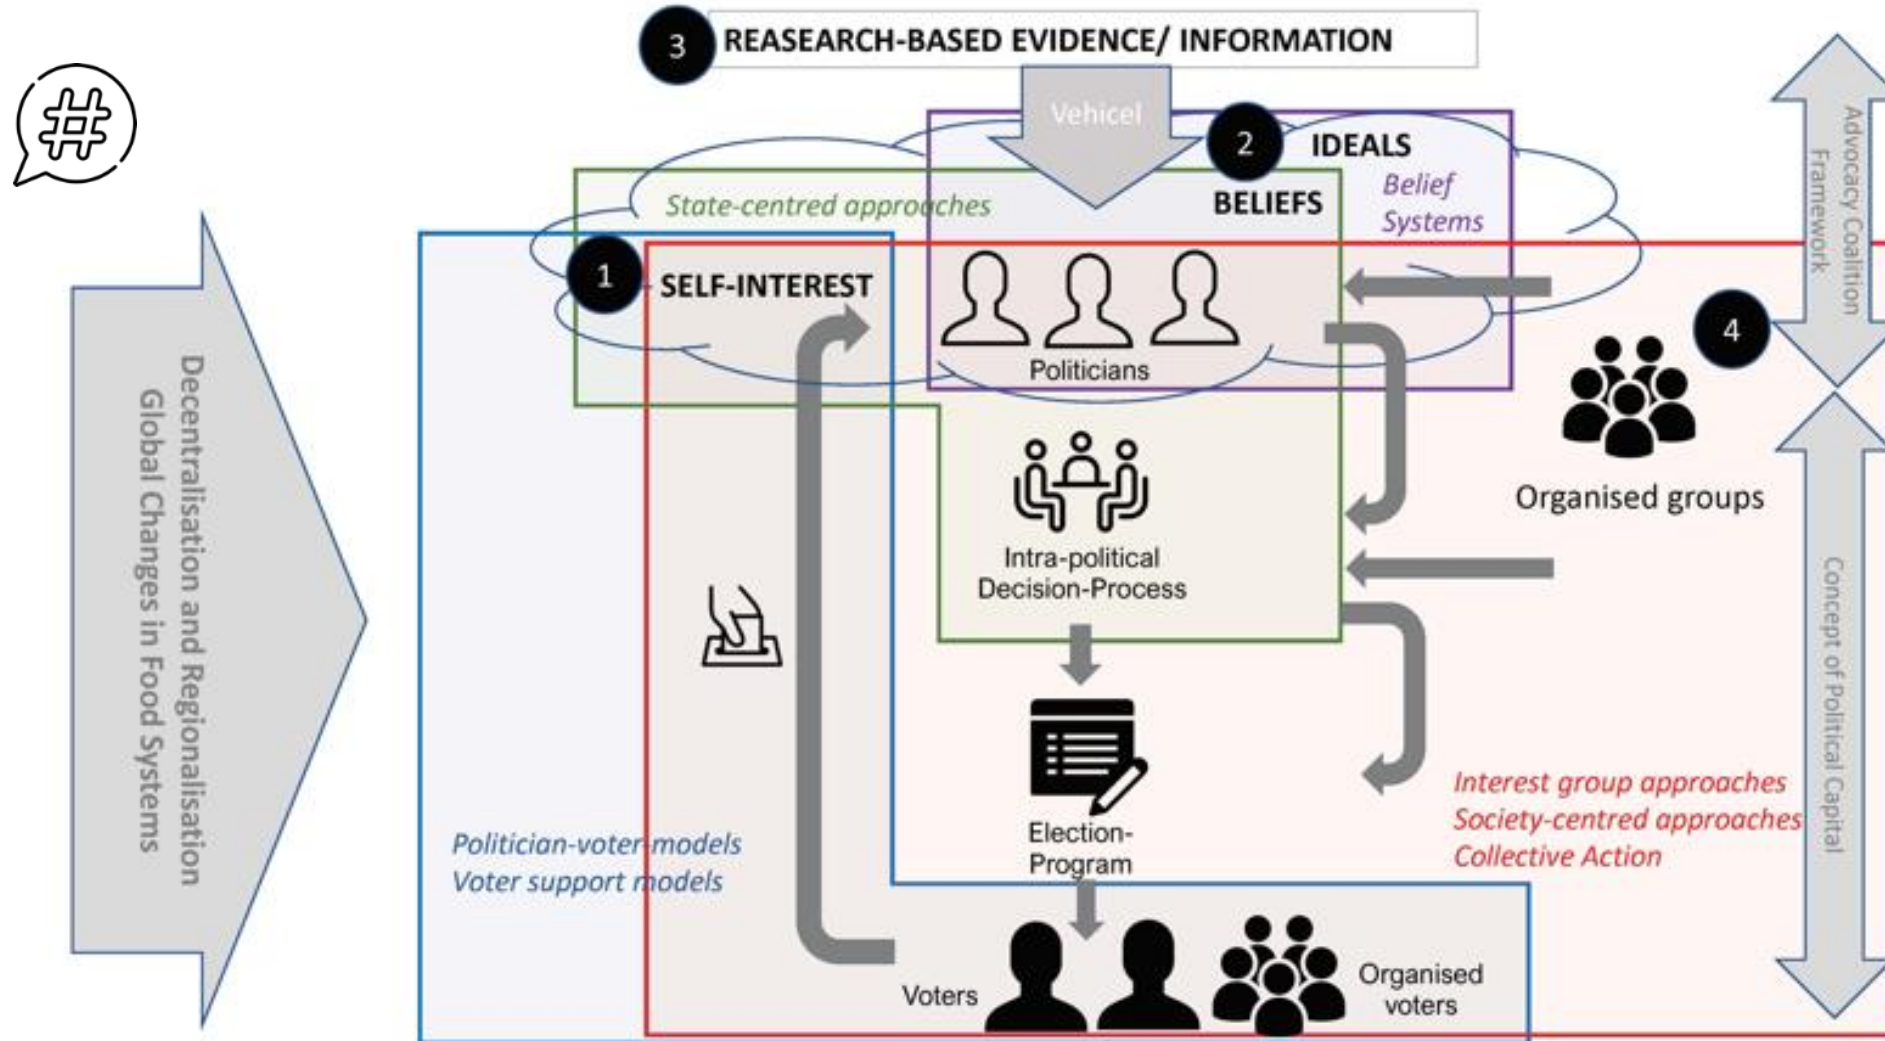 3
REASEARCH-BASED EVIDENCE/ INFORMATION
#
Vehicel
2
IDEALS
BELIEFS
Belief
Systems
State-centred approaches
1
SELF-INTEREST
Politicians
4
Advocacy Coalition
Framework
Organised groups
Intra-political
Decision-Process
Decentralisation and Regionalisation
Global Changes in Food Systems
Concept of Political Capital
Election-
Program
Interest group approaches
Society-centred approaches
Collective Action
Politician-voter-models
Voter support models
Voters
Organised
voters